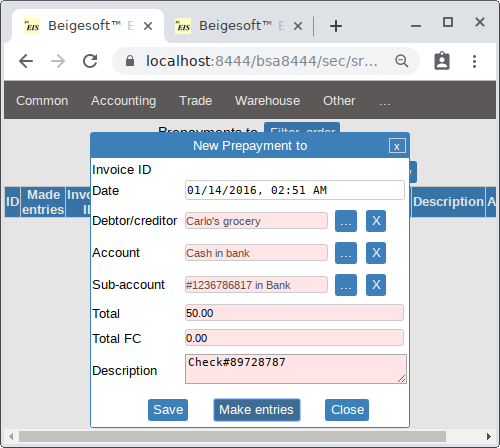 EIS Beigesoft™ E
EIS Beigesoft™ E
localhost:8444/bsa8444/sec/sr...
Common Accounting Trade Warehouse Other ...
Prepayments to Filter, order
New Prepayment to x
ID Made entries Description A
Invoice ID
Date 01/14/2016, 02:51 AM
Debtor/creditor Carlo's grocery ... X
Account Cash in bank ... X
Sub-account #1236786817 in Bank ... X
Total 50.00
Total FC 0.00
Description Check#89728787
Save Make entries Close